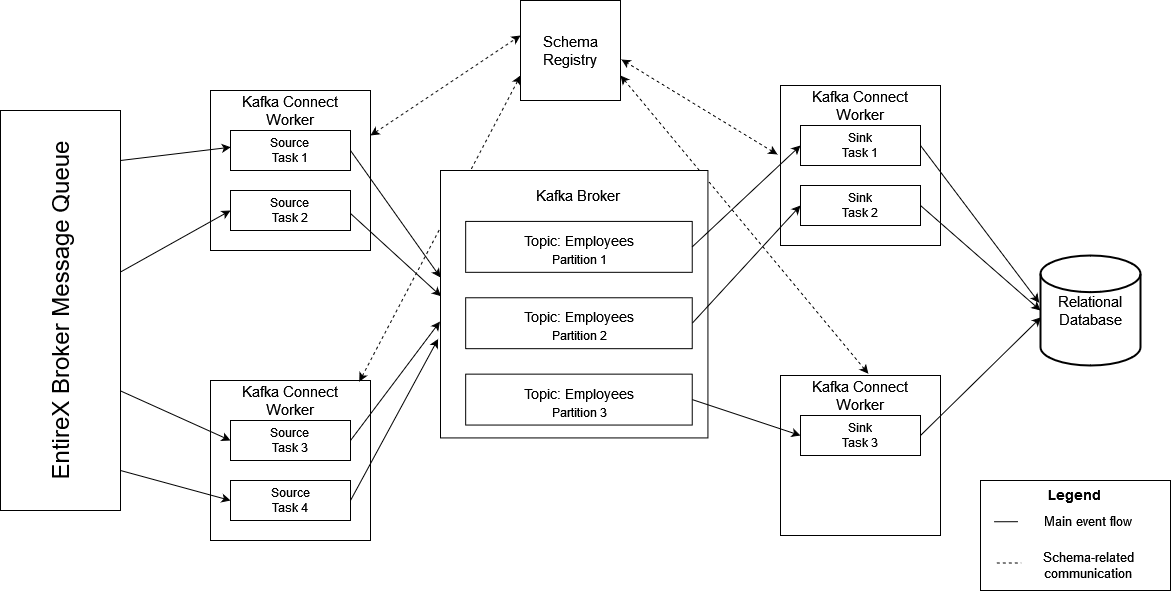 EntireX Broker Message Queue
Kafka Connect
Worker
Source
Task 1
Source
Task 2
Kafka Connect
Worker
Source
Task 3
Source
Task 4
Schema
Registry
Kafka Broker
Topic: Employees
Partition 1
Topic: Employees
Partition 2
Topic: Employees
Partition 3
Kafka Connect
Worker
Sink
Task 1
Sink
Task 2
Kafka Connect
Worker
Sink
Task 3
Relational
Database
Legend
Main event flow
Schema-related
communication